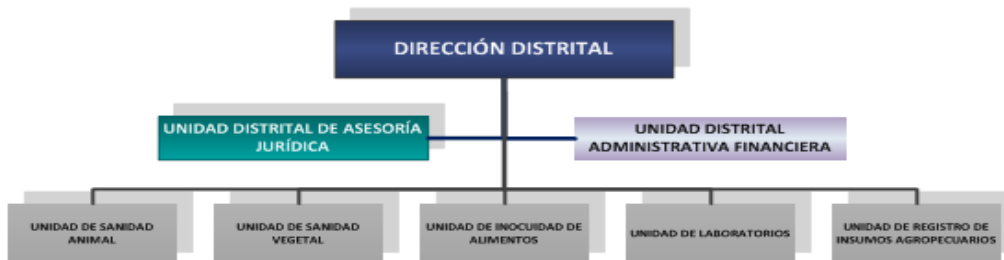 DIRECCIÓN DISTRITAL
UNIDAD DISTRITAL DE ASESORÍA
JURÍDICA
UNIDAD DISTRITAL
ADMINISTRATIVA FINANCIERA
UNIDAD DE SANIDAD
ANIMAL
UNIDAD DE SANIDAD
VEGETAL
UNIDAD DE INOCUIDAD DE
ALIMENTOS
UNIDAD DE LABORATORIOS
UNIDAD DE REGISTRO DE
INSUMOS AGROPECUARIOS